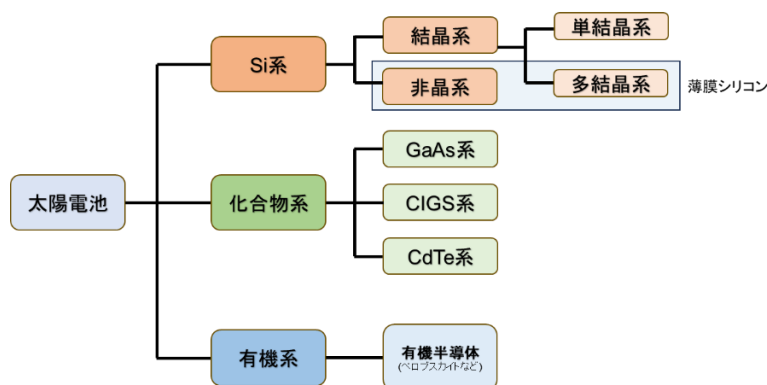 太陽電池
Si系
結晶系
単結晶系
非晶系
多結晶系
薄膜シリコン
化合物系
GaAs系
CIGS系
CdTe系
有機系
有機半導体
(ペロブスカイトなど)